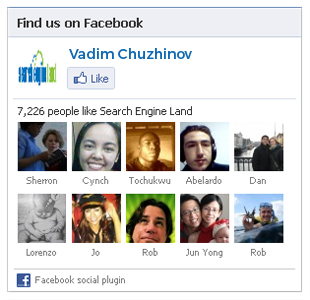 Find us on Facebook
Vadim Chuzhinov
Like
7,226 people like Search Engine Land
Sherron Cynch Tochukwu Abelardo Dan
Lorenzo Jo Rob Jun Yong Rob
Facebook social plugin